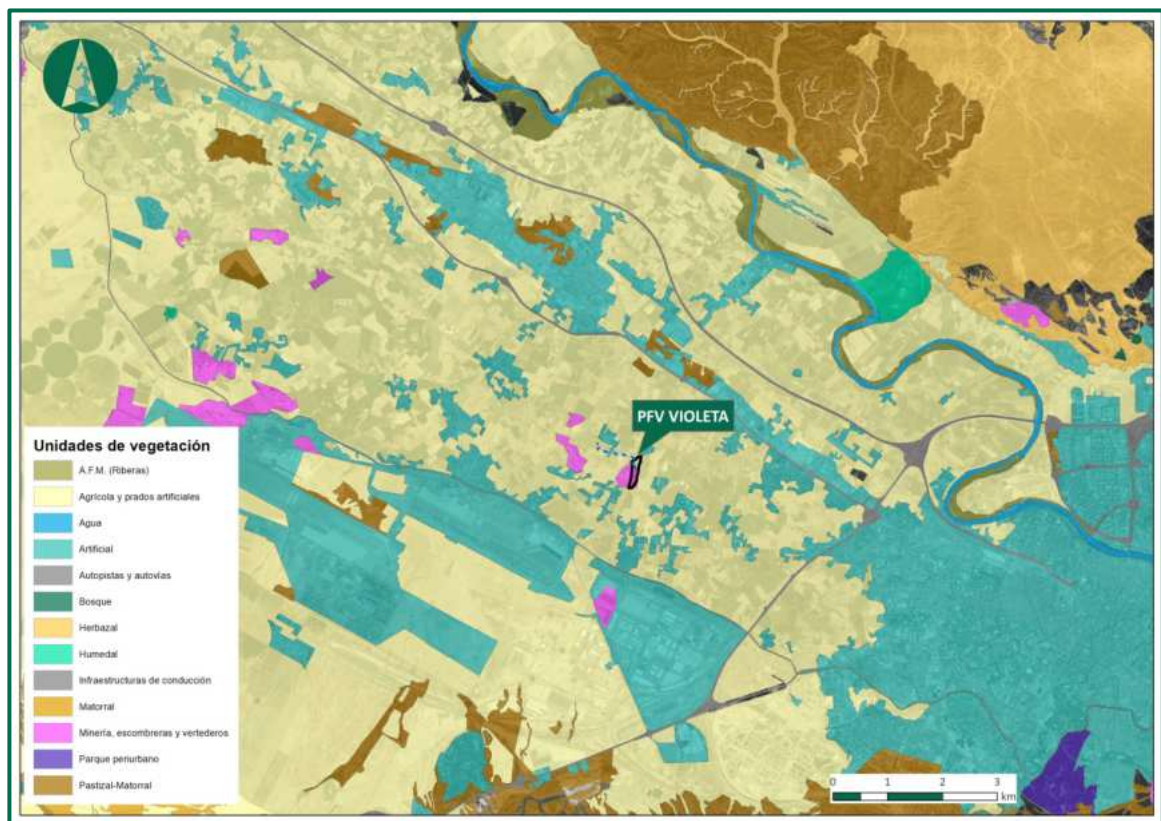 PFV VIOLETA
Unidades de vegetación
A.F.M. (Riberas)
Agrícola y prados artificiales
Agua
Artificial
Autopistas y autovías
Bosque
Herbazal
Humedal
Infraestructuras de conducción
Matorral
Minería, escombreras y vertederos
Parque periurbano
Pastizal-Matorral
0 1 2 3
km